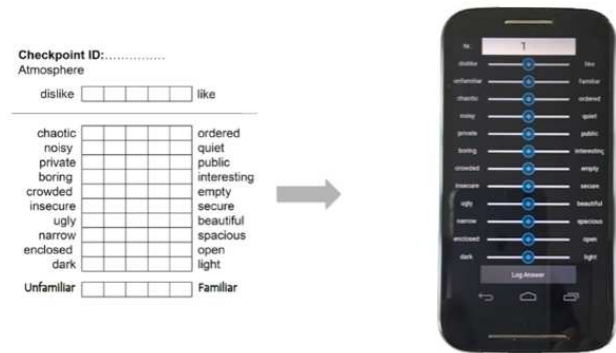 Checkpoint ID:...............
Atmosphere
dislike like
chaotic ordered
noisy quiet
private public
boring interesting
crowded empty
insecure secure
ugly beautiful
narrow spacious
enclosed open
dark light
Unfamiliar Familiar
Nr. 1
dislike like
unfamiliar familiar
chaotic ordered
noisy quiet
private public
boring interesting
crowded empty
insecure secure
ugly beautiful
narrow spacious
enclosed open
dark light
Log Answer